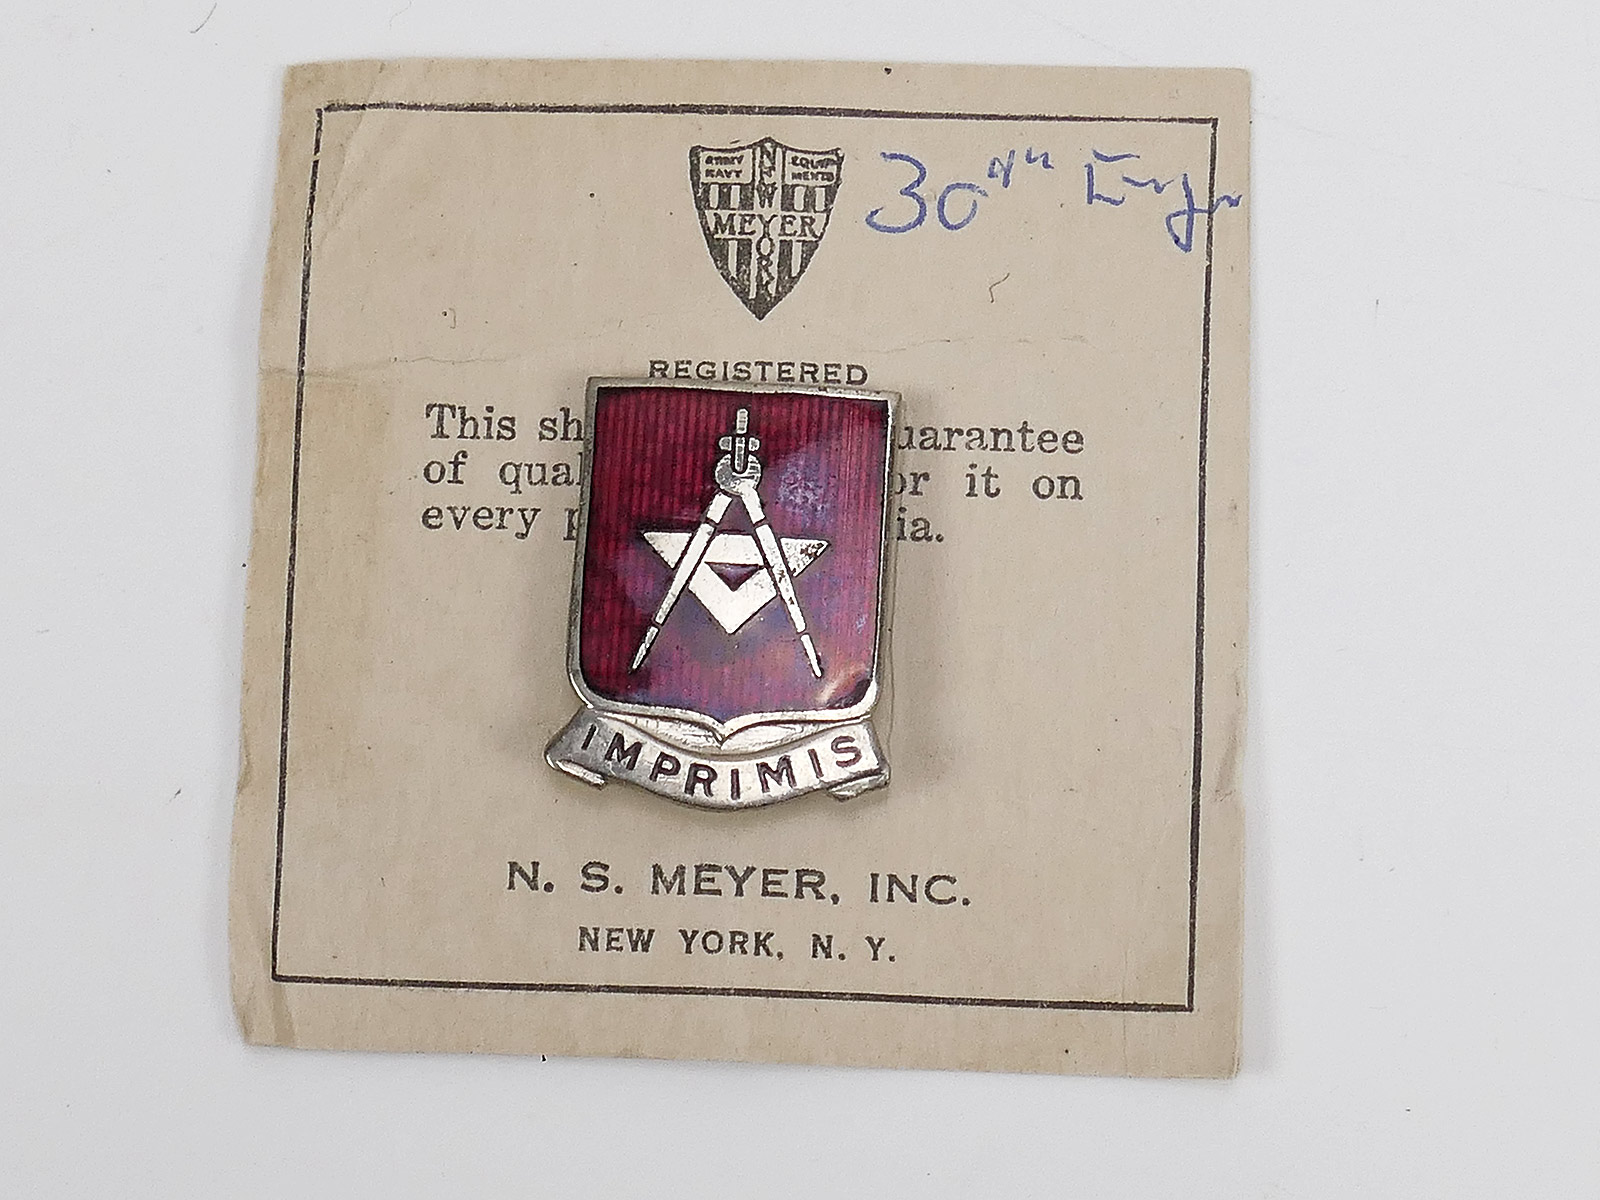 ARMY NAVY EQUIPMENTS
NEW YORK
MEYER
30th Engr
REGISTERED
This sh uarantee
of qual or it on
every p ia.
IMPRIMIS
N. S. MEYER, INC.
NEW YORK, N. Y.